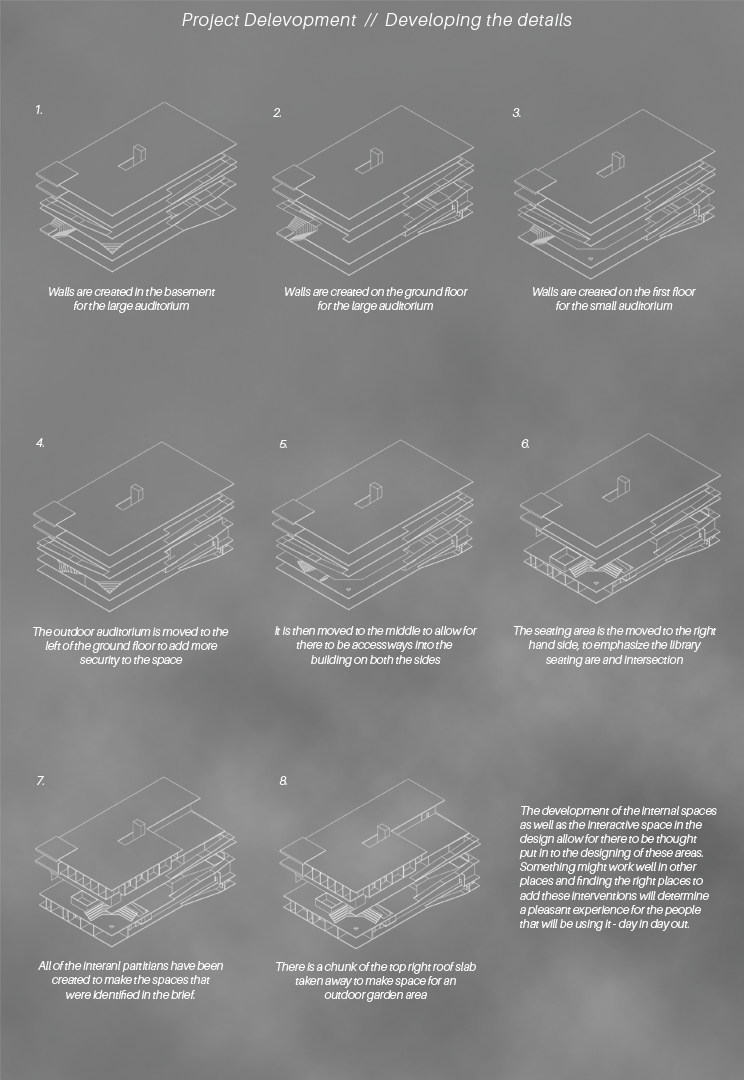 Project Delevopment // Developing the details
1.
2.
3.
Walls are created in the basement
for the large auditorium
Walls are created on the ground floor
for the large auditorium
Walls are created on the first floor
for the small auditorium
4.
5.
6.
The outdoor auditorium is moved to the
left of the ground floor to add more
security to the space
It is then moved to the middle to allow for
there to be accessways into the
building on both the sides
The seating area is the moved to the right
hand side, to emphasize the library
seating are and intersection
7.
8.
The development of the internal spaces
as well as the interactive space in the
design allow for there to be thought
put in to the designing of these areas.
Something might work well in other
places and finding the right places to
add these interventions will determine
a pleasant experience for the people
that will be using it - day in day out.
All of the interanl partitians have been
created to make the spaces that
were identified in the brief.
There is a chunk of the top right roof slab
taken away to make space for an
outdoor garden area